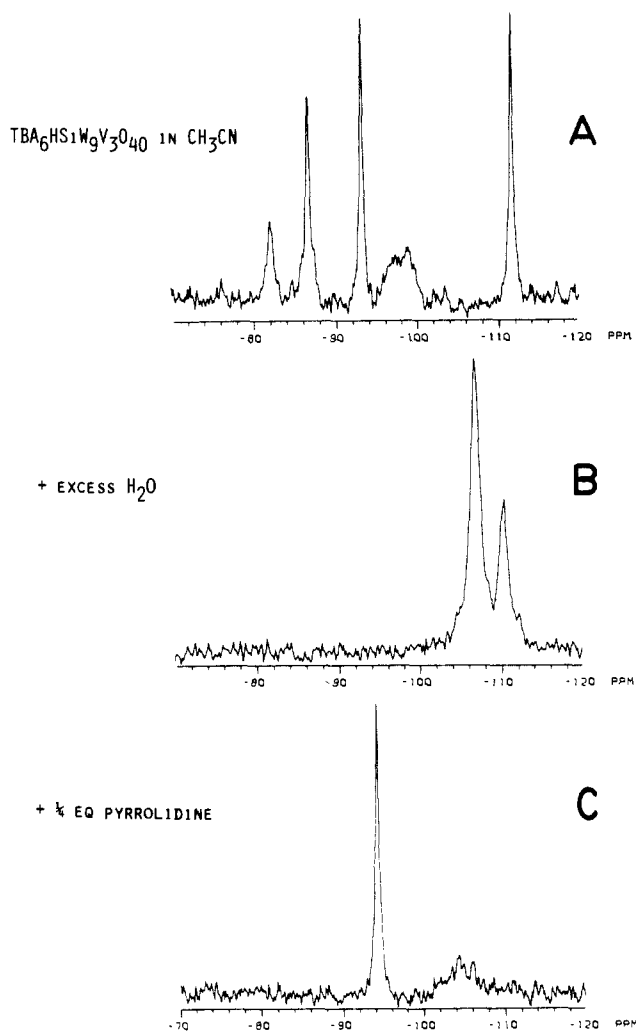 TBA6HSiW9V3O40 IN CH3CN
A
-80 -90 -100 -110 -120 PPM
+ EXCESS H2O
B
-80 -90 -100 -110 -120 PPM
+ ¼ EQ PYRROLIDINE
C
-70 -80 -90 -100 -110 -120 PPM